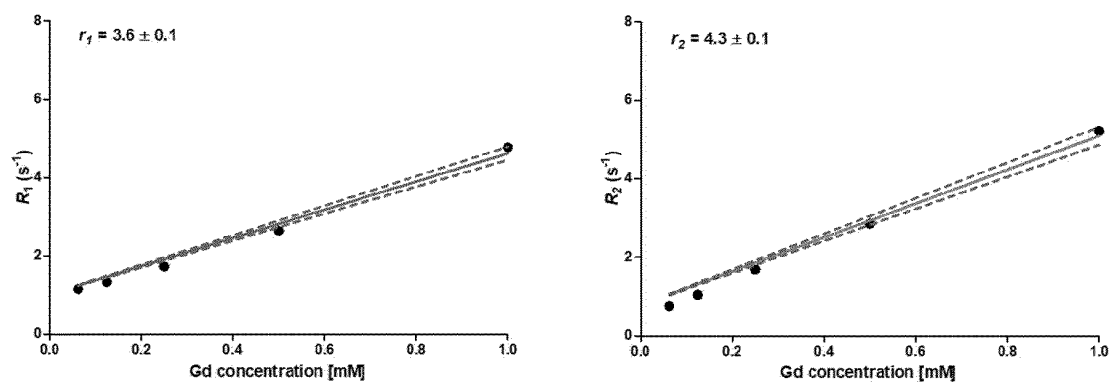 r1 = 3.6 ± 0.1
R1 (s-1)
8
6
4
2
0
0.0 0.2 0.4 0.6 0.8 1.0
Gd concentration [mM]
r2 = 4.3 ± 0.1
R2 (s-1)
8
6
4
2
0
0.0 0.2 0.4 0.6 0.8 1.0
Gd concentration [mM]